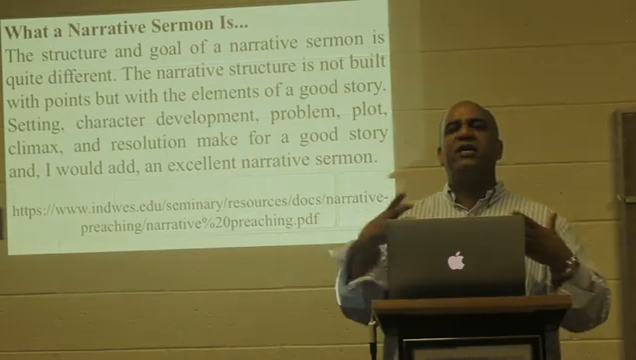 What a Narrative Sermon Is...
The structure and goal of a narrative sermon is
quite different. The narrative structure is not built
with points but with the elements of a good story.
Setting, character development, problem, plot,
climax, and resolution make for a good story
and, I would add, an excellent narrative sermon.
https://www.indwes.edu/seminary/resources/docs/narrative-
preaching/narrative%20preaching.pdf